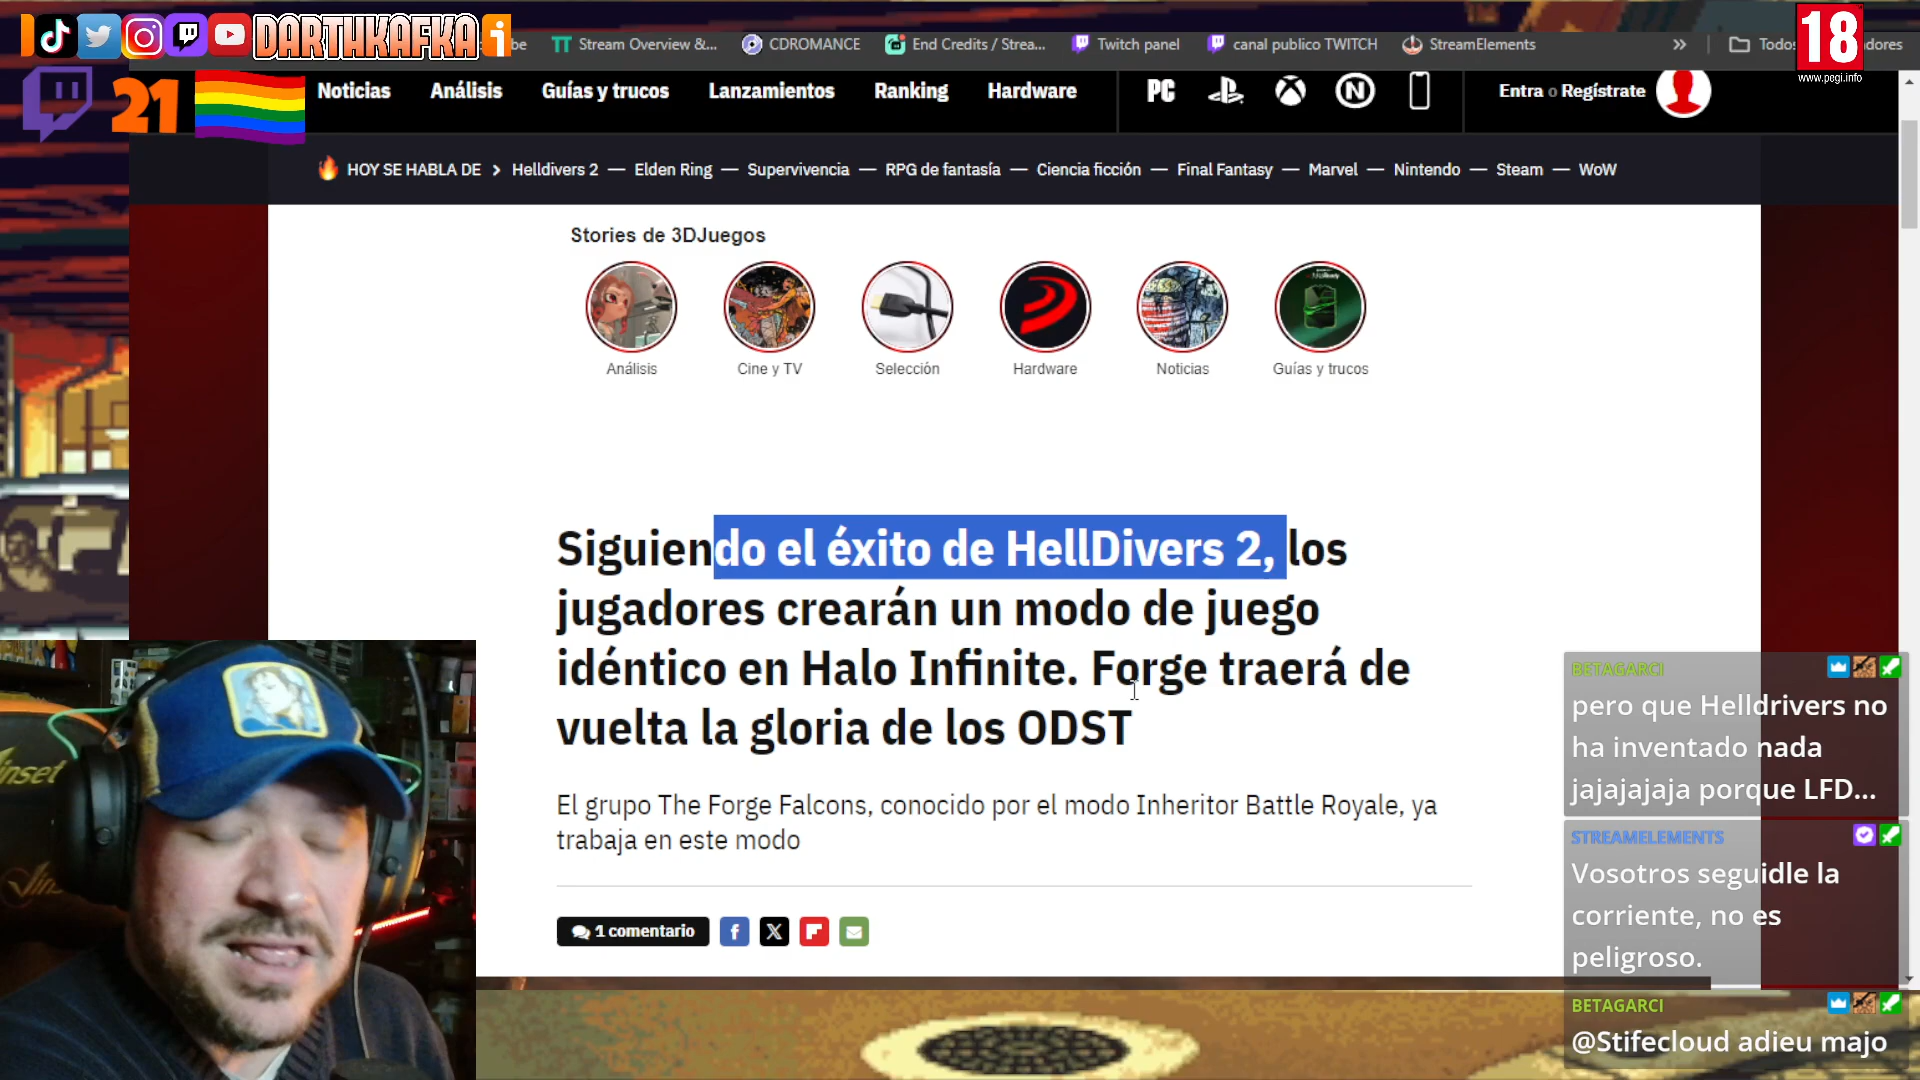 DARTHKAFKA
be
Stream Overview &...
CDROMANCE
End Credits / Strea...
Twitch panel
canal publico TWITCH
StreamElements
»
Todos
adores
18
www.pegi.info
21
Noticias
Análisis
Guías y trucos
Lanzamientos
Ranking
Hardware
PC
Entra o Regístrate
HOY SE HABLA DE > Helldivers 2 — Elden Ring — Supervivencia — RPG de fantasía — Ciencia ficción — Final Fantasy — Marvel — Nintendo — Steam — WoW
Stories de 3DJuegos
Análisis
Cine y TV
Selección
Hardware
Noticias
Guías y trucos
Siguiendo el éxito de HellDivers 2, los
jugadores crearán un modo de juego
idéntico en Halo Infinite. Forge traerá de
vuelta la gloria de los ODST
El grupo The Forge Falcons, conocido por el modo Inheritor Battle Royale, ya
trabaja en este modo
1 comentario
BETAGARCI
pero que Helldrivers no
ha inventado nada
jajajajaja porque LFD...
STREAMELEMENTS
Vosotros seguidle la
corriente, no es
peligroso.
BETAGARCI
@Stifecloud adieu majo